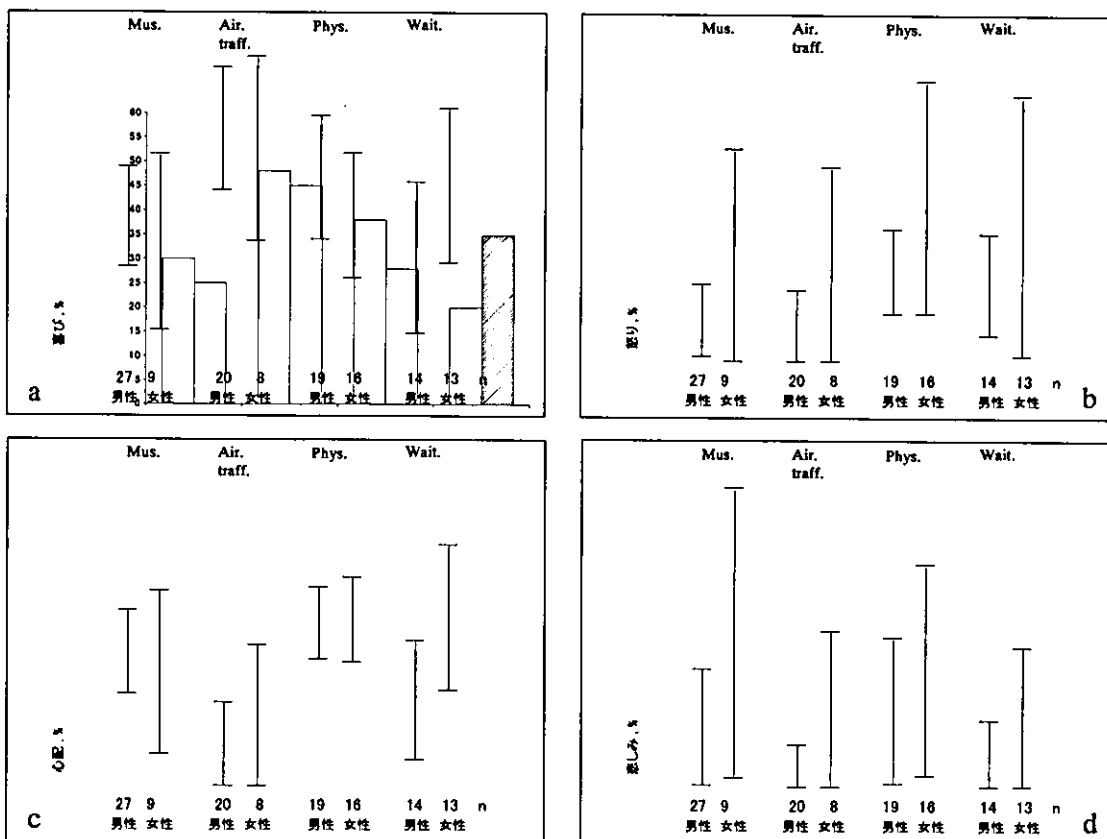 Mus. Air. Phys. Wait.
traff.
60
55
50
45
40
35
30
25
20
15
10
5
0
喜び, %
27 9 20 8 19 16 14 13 n
男性 女性 男性 女性 男性 女性 男性 女性
a
Mus. Air. Phys. Wait.
traff.
怒り, %
27 9 20 8 19 16 14 13 n
男性 女性 男性 女性 男性 女性 男性 女性
b
Mus. Air. Phys. Wait.
traff.
心配, %
27 9 20 8 19 16 14 13 n
男性 女性 男性 女性 男性 女性 男性 女性
c
Mus. Air. Phys. Wait.
traff.
悲しみ, %
27 9 20 8 19 16 14 13 n
男性 女性 男性 女性 男性 女性 男性 女性
d